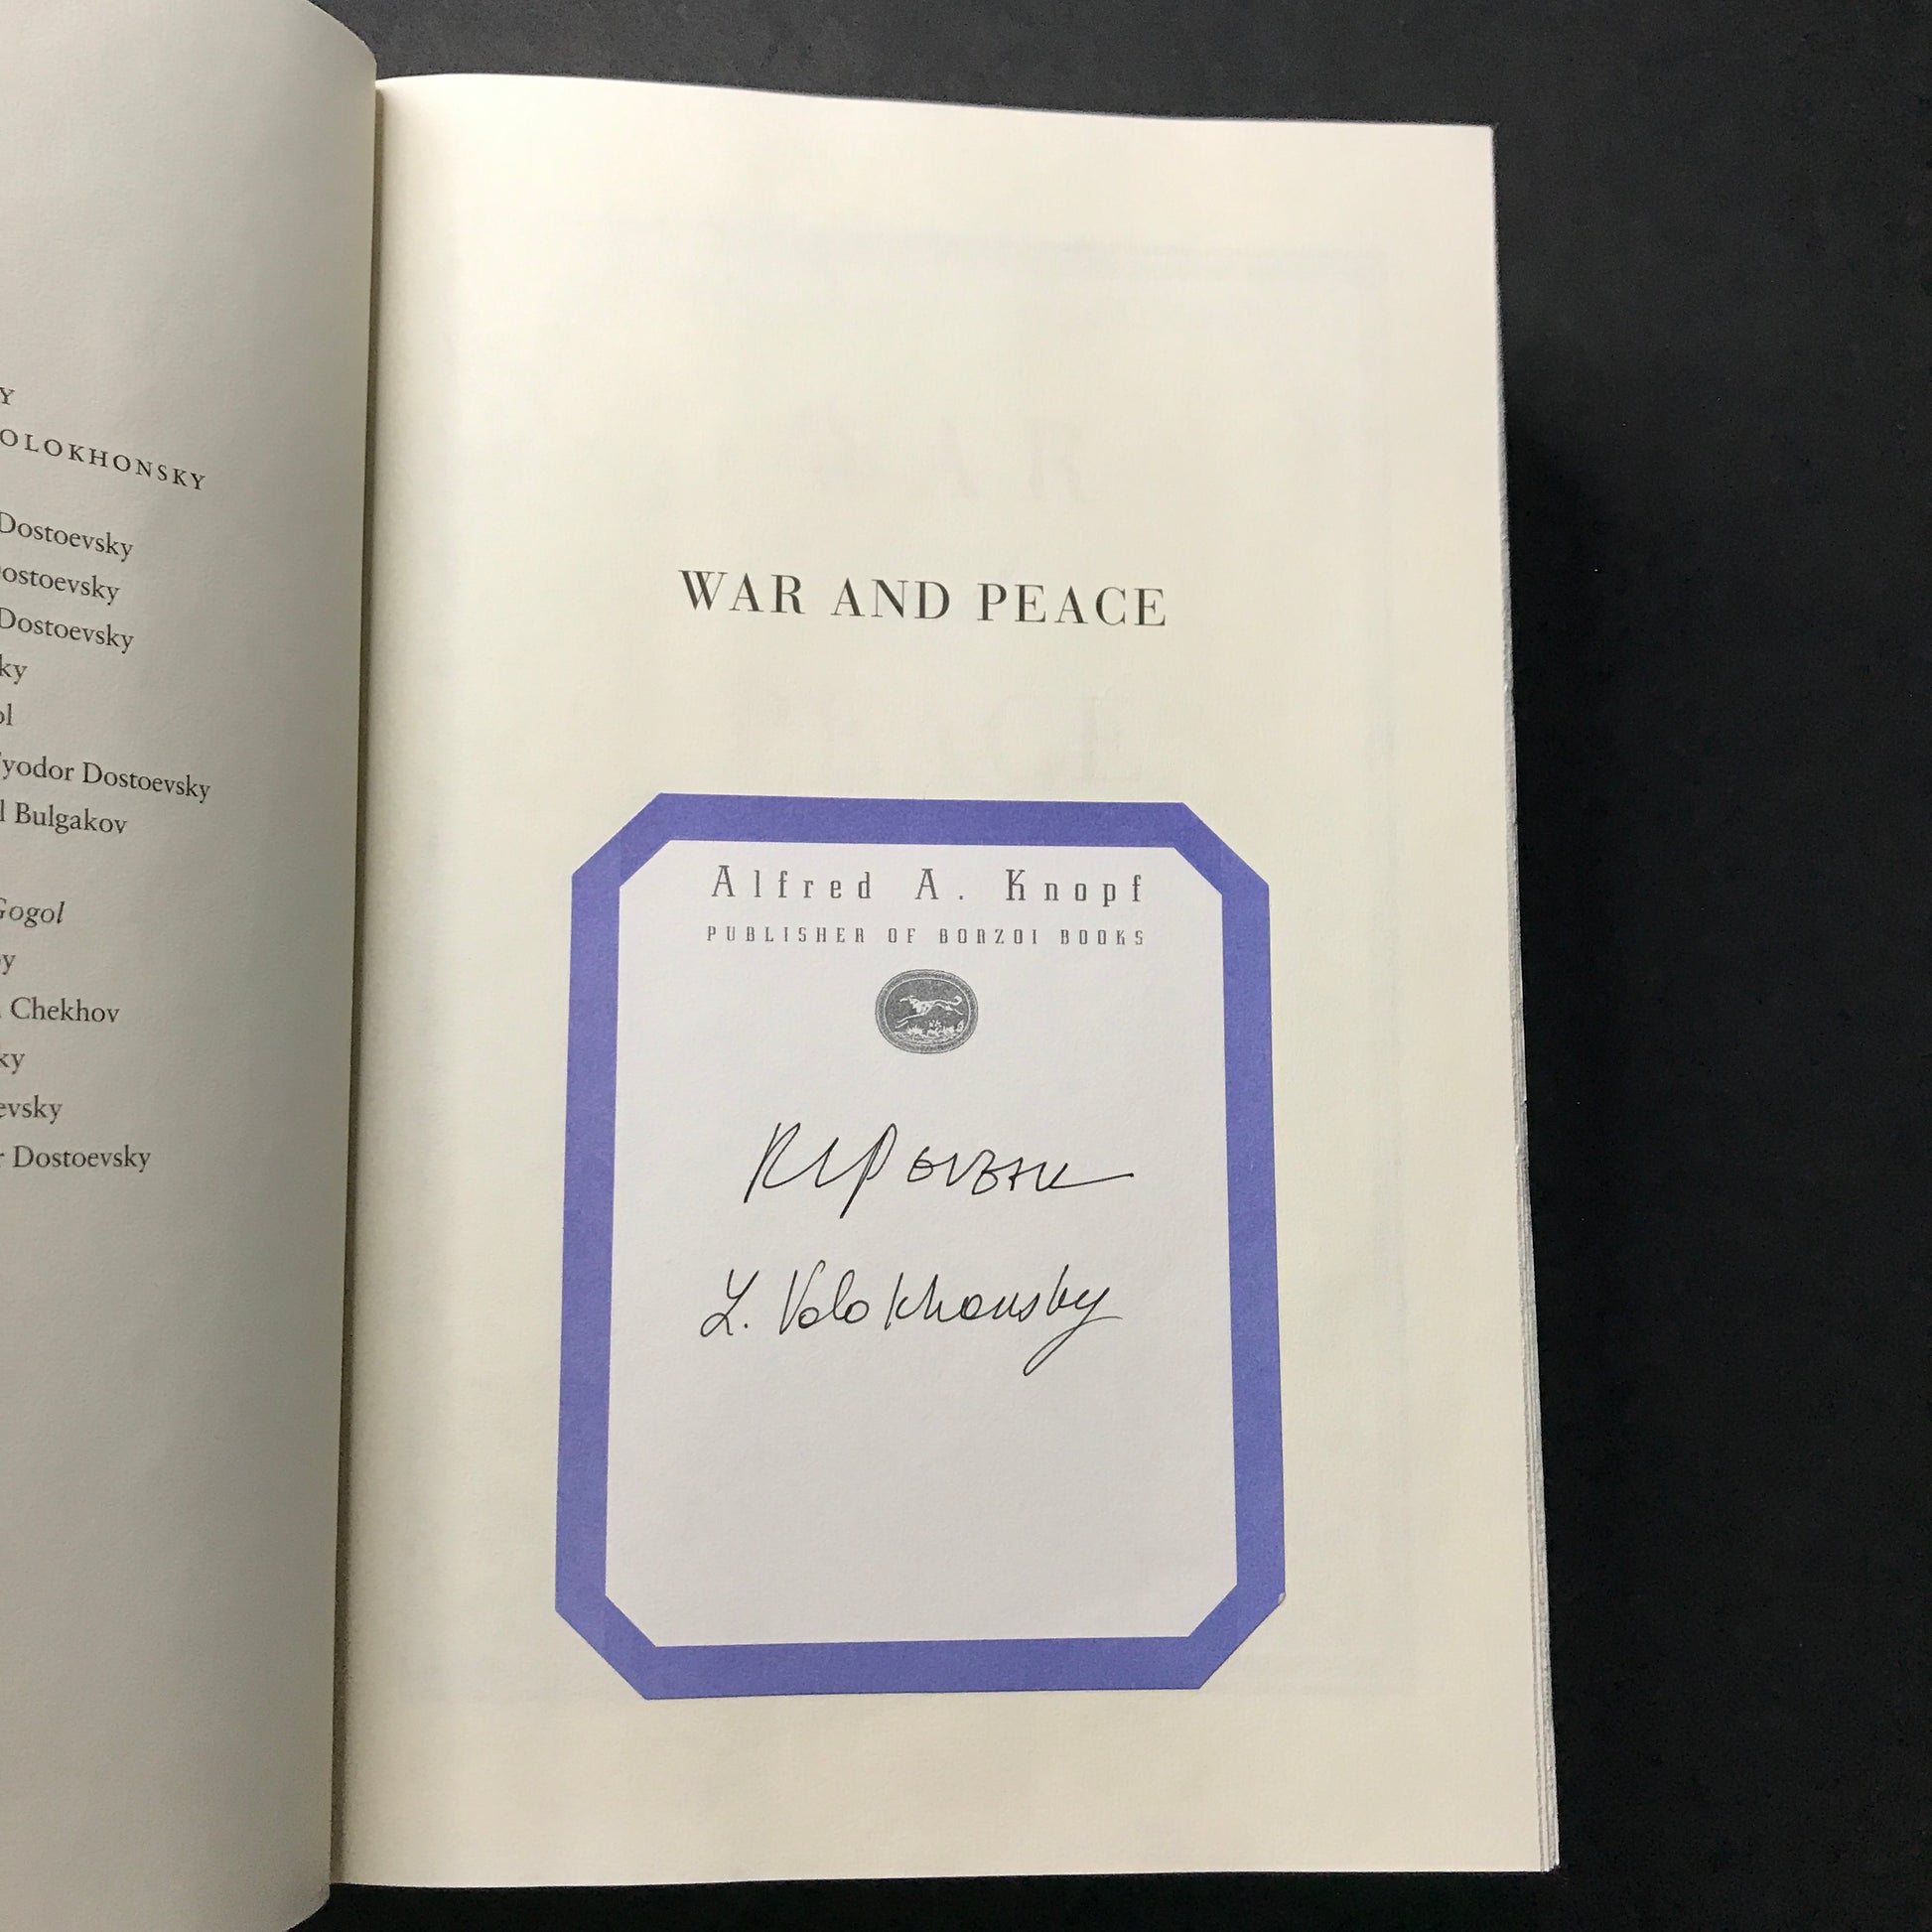 Y
OLOKHONSKY
Dostoevsky
ostoevsky
Dostoevsky
ky
ol
yodor Dostoevsky
l Bulgakov
Gogol
y
Chekhov
ky
evsky
r Dostoevsky
WAR AND PEACE
Alfred A. Knopf
PUBLISHER OF BORZOI BOOKS
L. Volokhonsky